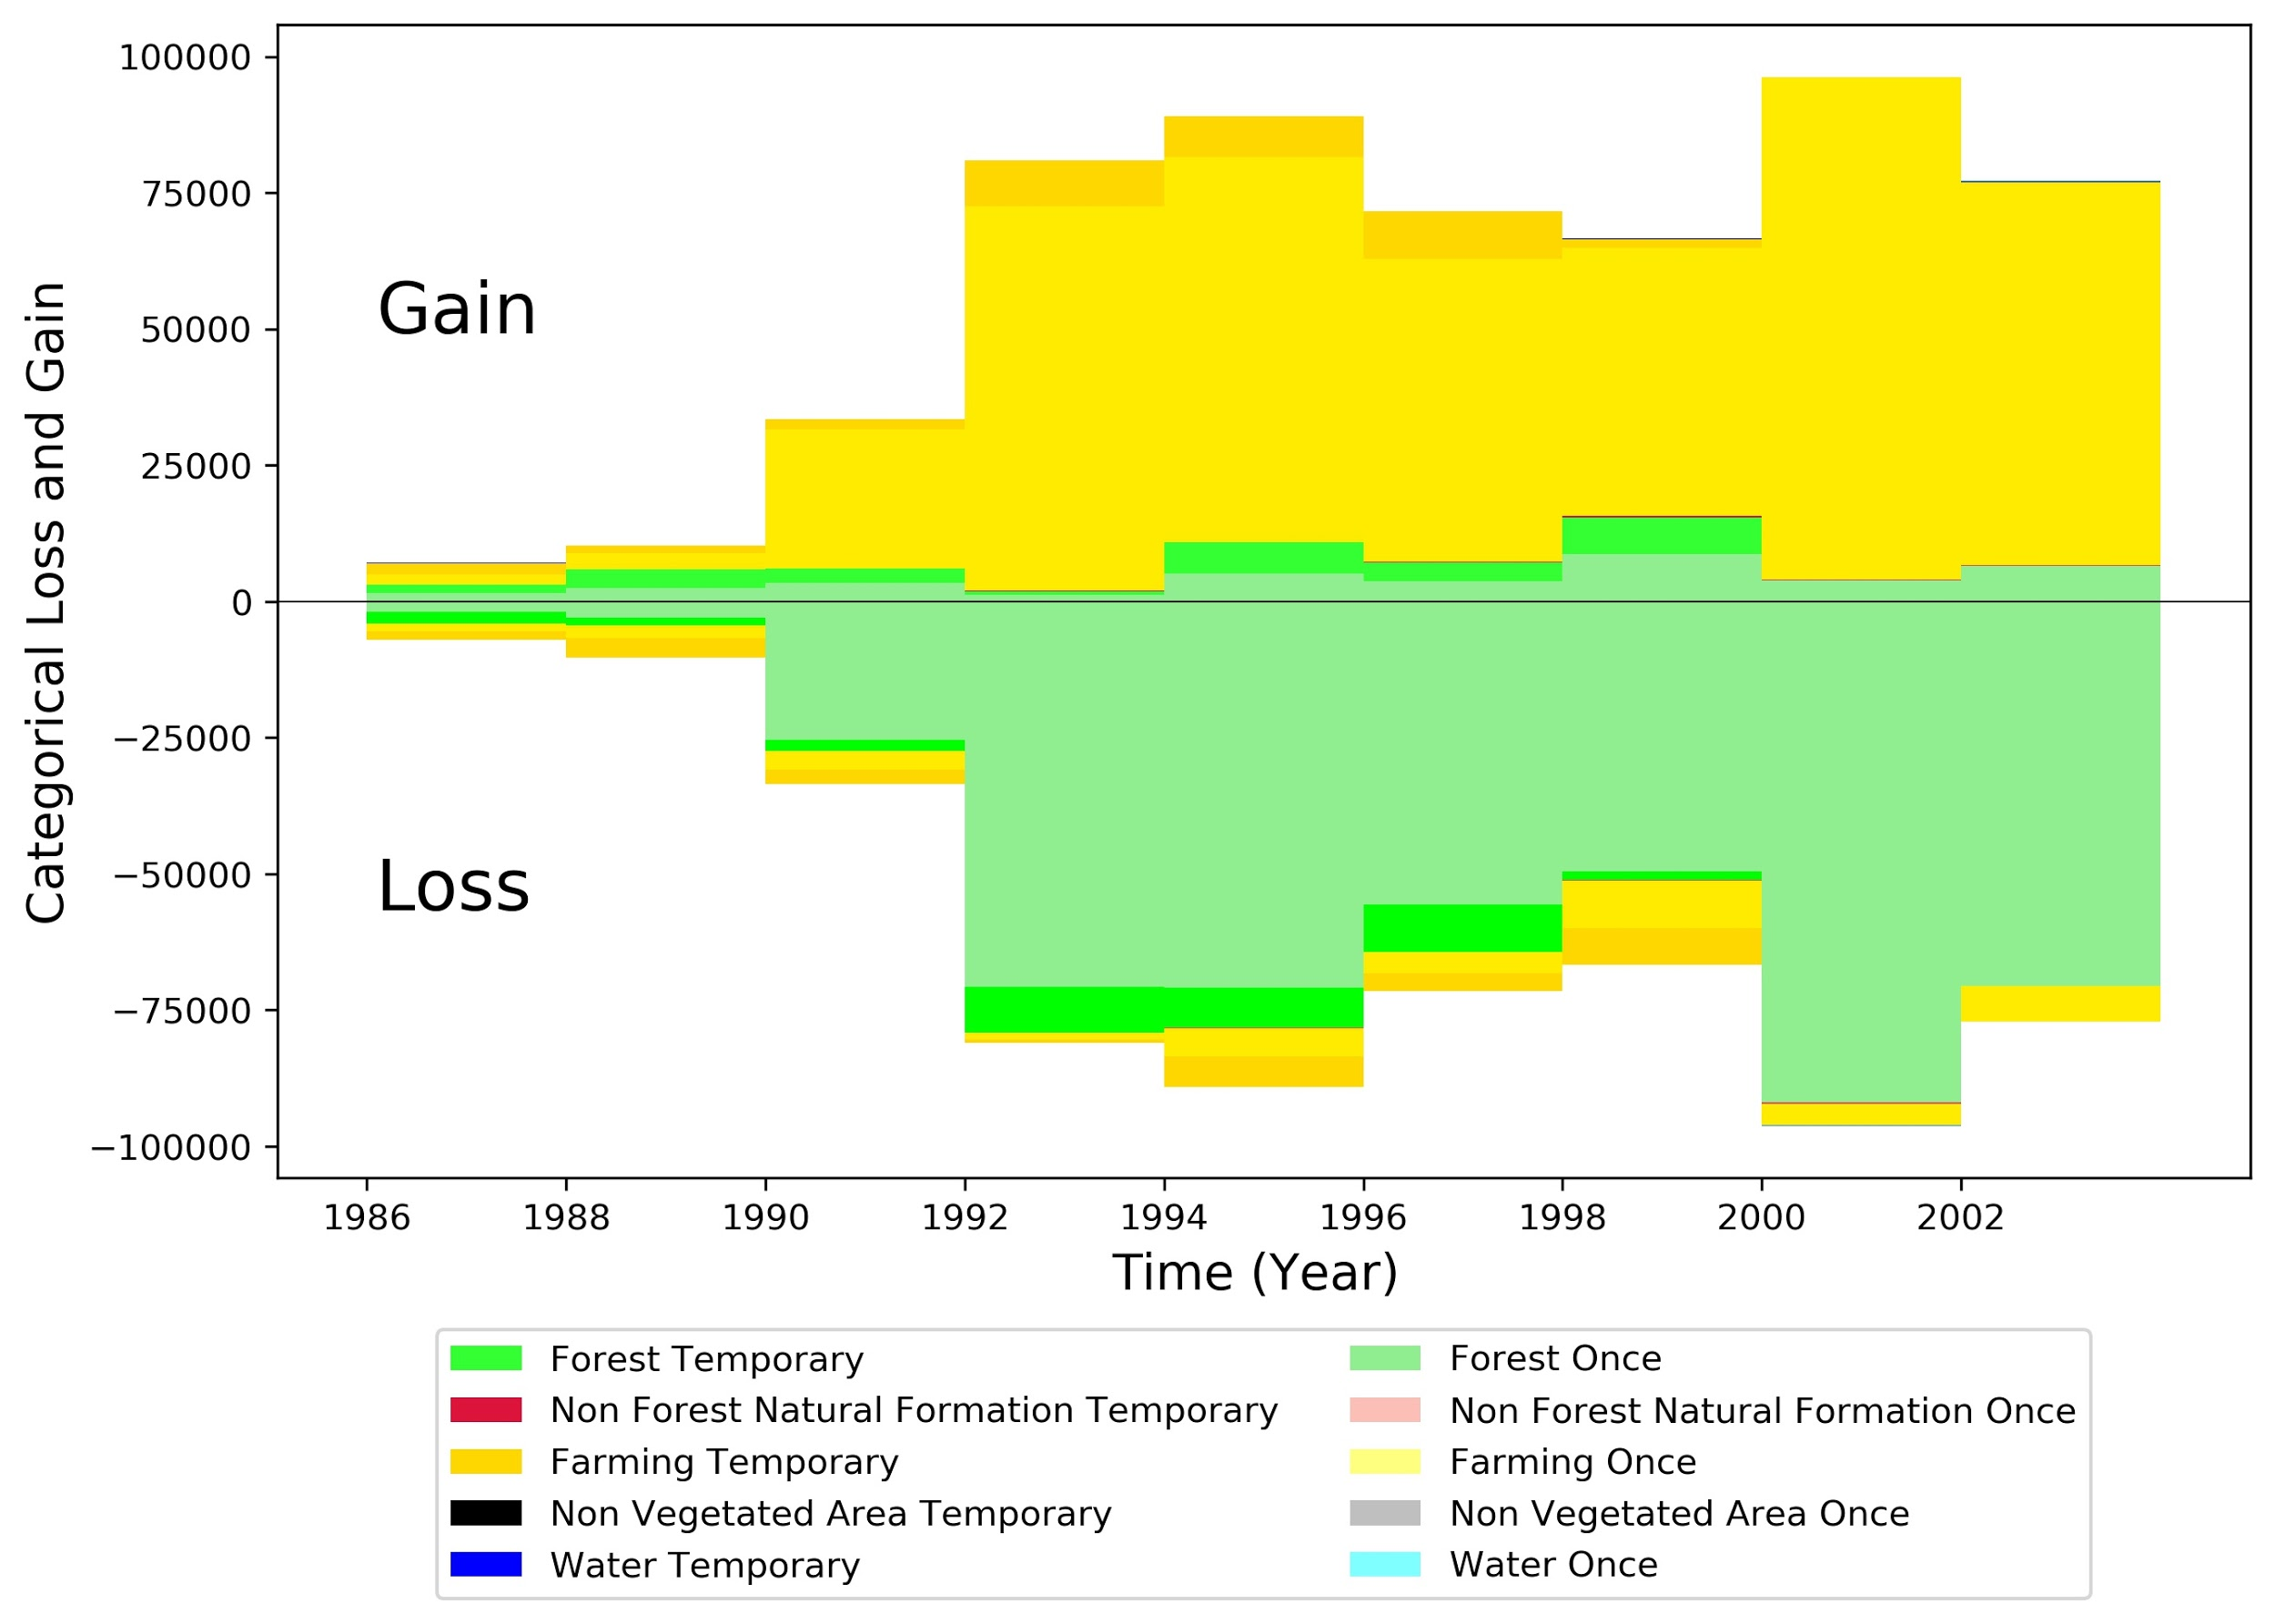 100000
75000
50000
25000
0
−25000
−50000
−75000
−100000
Categorical Loss and Gain
Gain
Loss
1986 1988 1990 1992 1994 1996 1998 2000 2002
Time (Year)
Forest Temporary
Non Forest Natural Formation Temporary
Farming Temporary
Non Vegetated Area Temporary
Water Temporary
Forest Once
Non Forest Natural Formation Once
Farming Once
Non Vegetated Area Once
Water Once